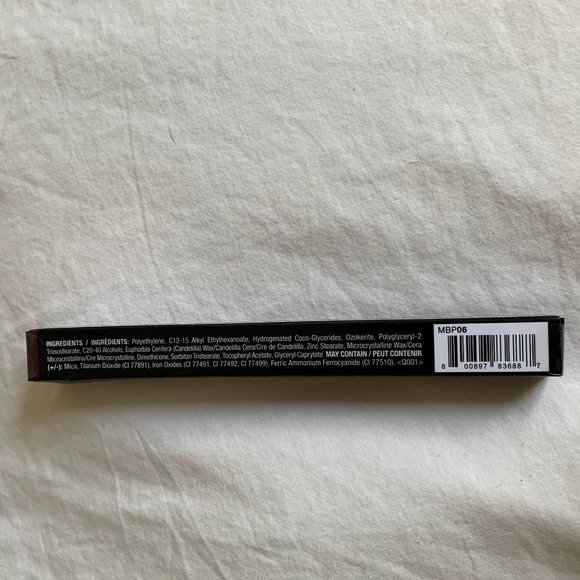 INGREDIENTS / INGRÉDIENTS: Polyethylene, C12-15 Alkyl Ethylhexanoate, Hydrogenated Coco-Glycerides, Ozokerite, Polyglyceryl-2
Triisostearate, C20-40 Alcohols, Euphorbia Cerifera (Candelilla) Wax/Candelilla Cera/Cire de Candelilla, Zinc Stearate, Microcrystalline Wax/Cera
Microcristallina/Cire Microcrystalline, Dimethicone, Sorbitan Tristearate, Tocopheryl Acetate, Glyceryl Caprylate. MAY CONTAIN / PEUT CONTENIR
(+/-): Mica, Titanium Dioxide (CI 77891), Iron Oxides (CI 77491, CI 77492, CI 77499), Ferric Ammonium Ferrocyanide (CI 77510). <Q001>
MBP06
8 00897 83688 7